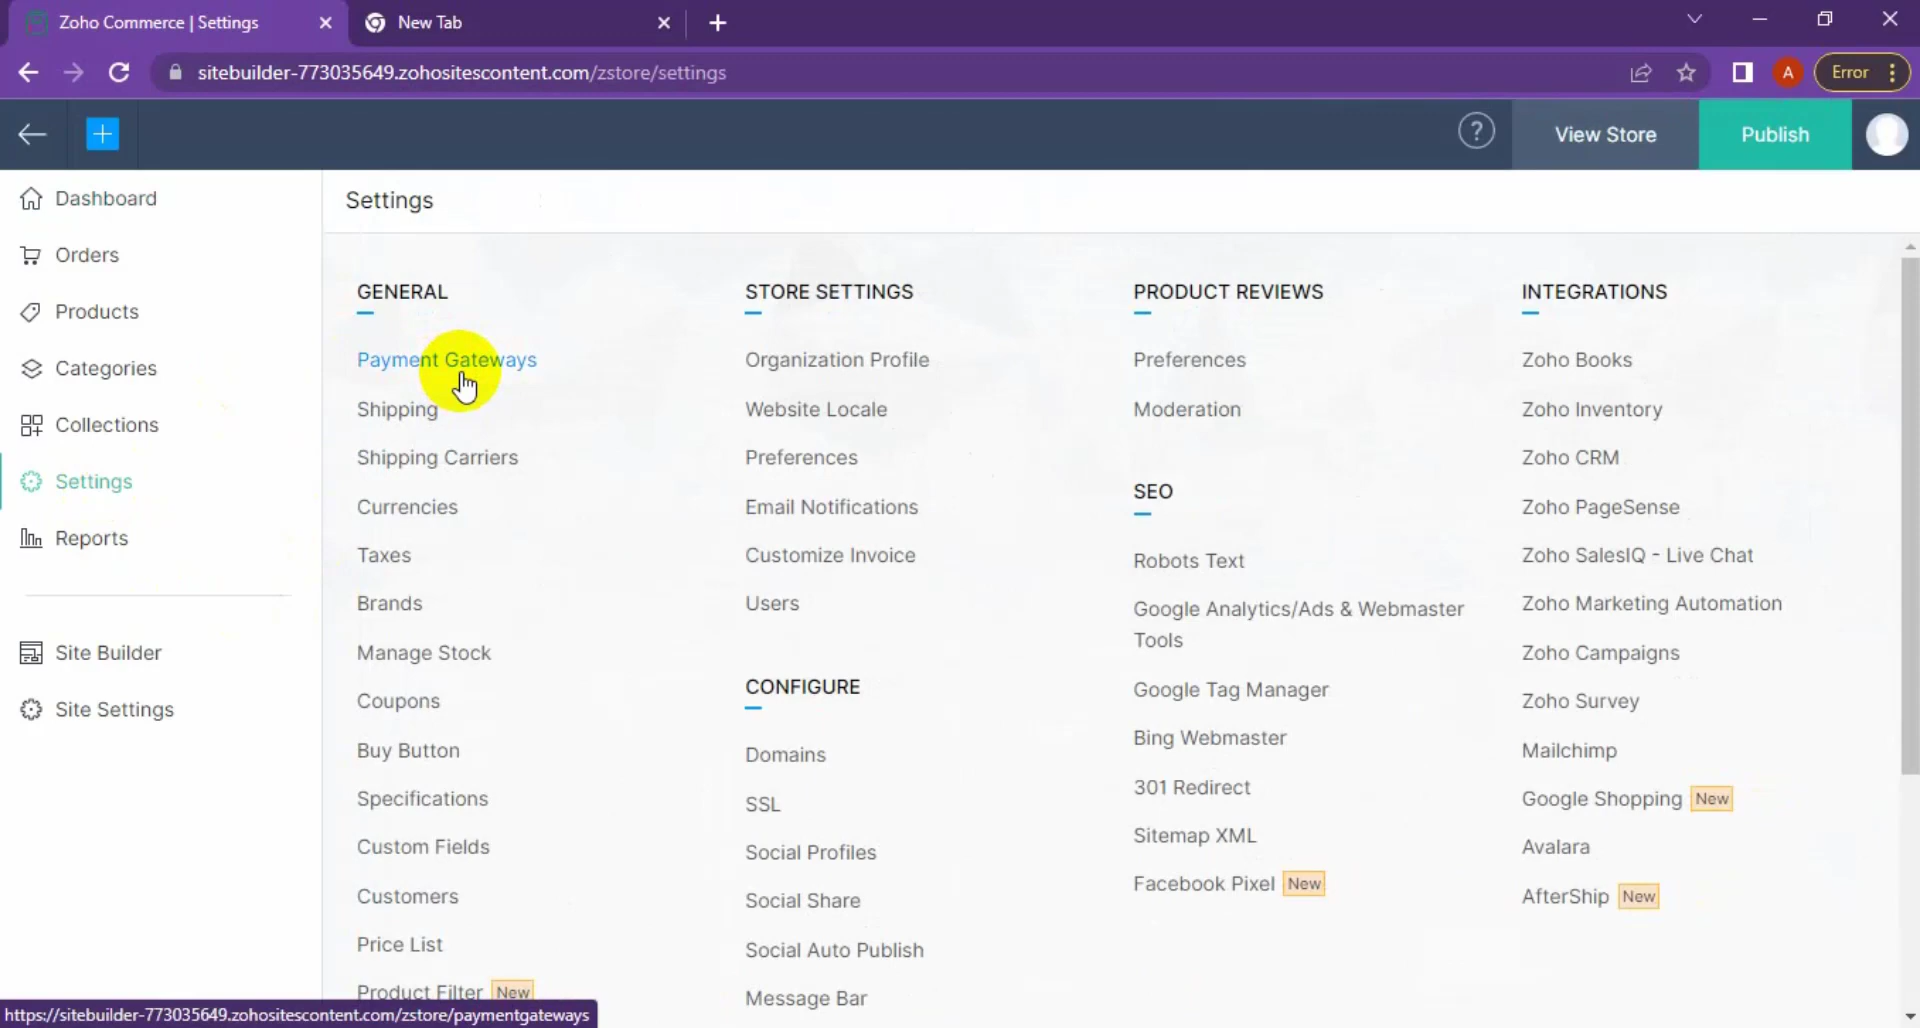 Zoho Commerce | Settings
New Tab
sitebuilder-773035649.zohositescontent.com/zstore/settings
A
Error
?
View Store
Publish
Dashboard
Orders
Products
Categories
Collections
Settings
Reports
Site Builder
Site Settings
Settings
GENERAL
Payment Gateways
Shipping
Shipping Carriers
Currencies
Taxes
Brands
Manage Stock
Coupons
Buy Button
Specifications
Custom Fields
Customers
Price List
Product Filter New
STORE SETTINGS
Organization Profile
Website Locale
Preferences
Email Notifications
Customize Invoice
Users
CONFIGURE
Domains
SSL
Social Profiles
Social Share
Social Auto Publish
Message Bar
PRODUCT REVIEWS
Preferences
Moderation
SEO
Robots Text
Google Analytics/Ads & Webmaster
Tools
Google Tag Manager
Bing Webmaster
301 Redirect
Sitemap XML
Facebook Pixel New
INTEGRATIONS
Zoho Books
Zoho Inventory
Zoho CRM
Zoho PageSense
Zoho SalesIQ - Live Chat
Zoho Marketing Automation
Zoho Campaigns
Zoho Survey
Mailchimp
Google Shopping New
Avalara
AfterShip New
https://sitebuilder-773035649.zohositescontent.com/zstore/paymentgateways